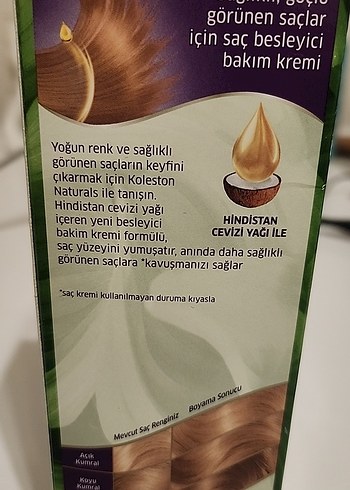 görünen saçlar
için saç besleyici
bakım kremi
Yoğun renk ve sağlıklı
görünen saçların keyfini
çıkarmak için Koleston
Naturals ile tanışın.
Hindistan cevizi yağı
içeren yeni besleyici
bakım kremi formülü,
saç yüzeyini yumuşatır, anında daha sağlıklı
görünen saçlara *kavuşmanızı sağlar
HİNDİSTAN
CEVİZİ YAĞI İLE
*saç kremi kullanılmayan duruma kıyasla
Mevcut Saç Renginiz
Boyama Sonucu
Açık
Kumral
Koyu
Kumral